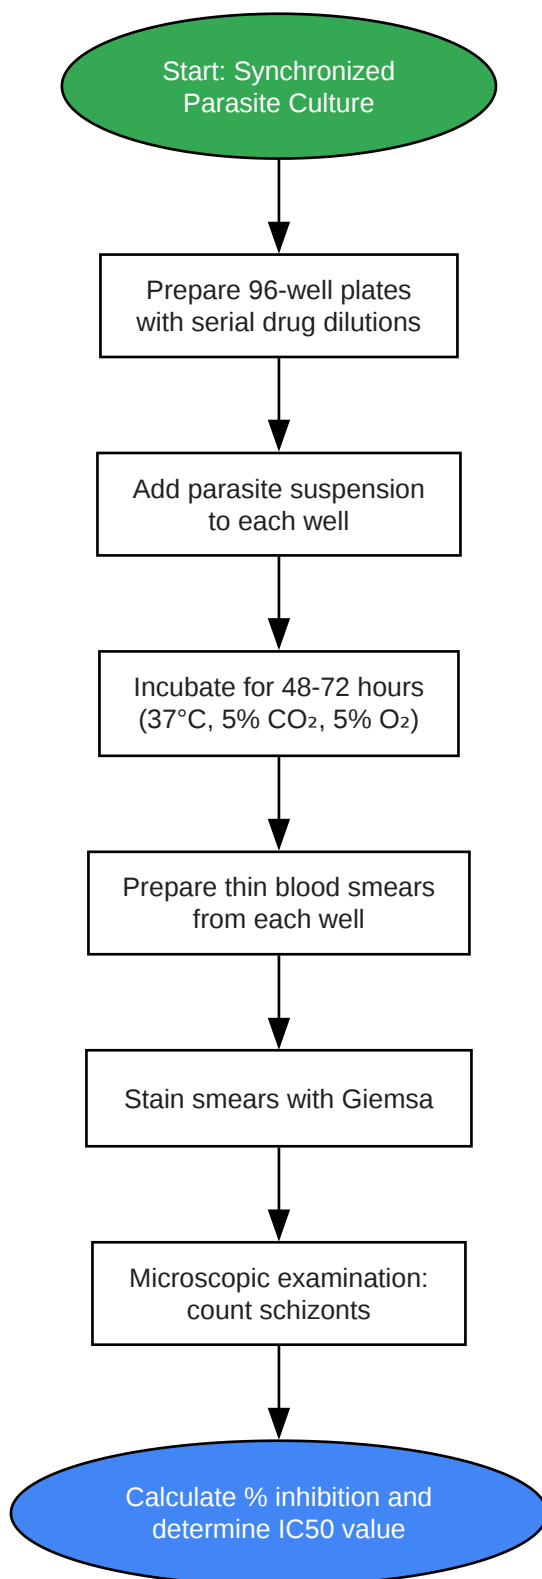 Start: Synchronized
Parasite Culture
Prepare 96-well plates
with serial drug dilutions
Add parasite suspension
to each well
Incubate for 48-72 hours
(37°C, 5% CO₂, 5% O₂)
Prepare thin blood smears
from each well
Stain smears with Giemsa
Microscopic examination:
count schizonts
Calculate % inhibition and
determine IC50 value